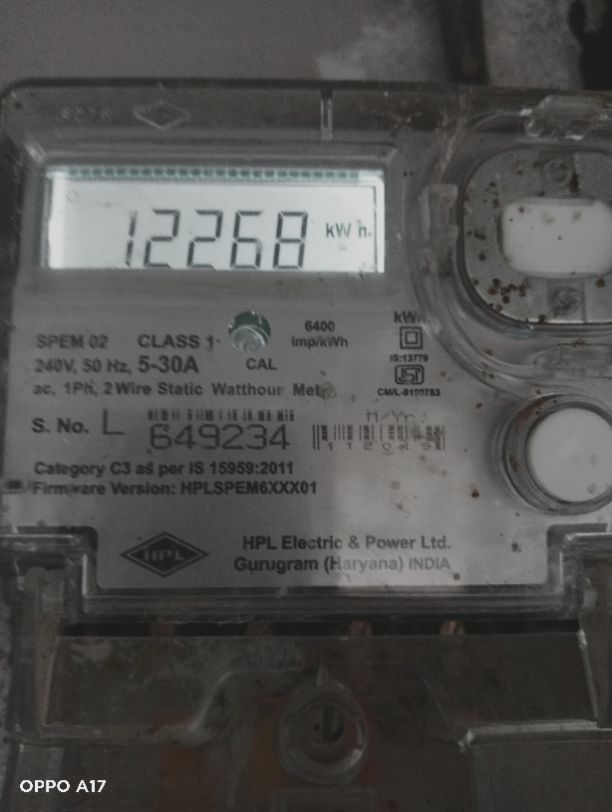 12268 kWh
SPEM 02 CLASS 1
6400
imp/kWh
240V, 50 Hz, 5-30A
CAL
IS:13779
ac, 1Ph, 2 Wire Static Watthour Meter
S. No. L 649234
M/Yr.
Category C3 as per IS 15959:2011
Firmware Version: HPLSPEM6XXX01
HPL
HPL Electric & Power Ltd.
Gurugram (Haryana) INDIA
OPPO A17